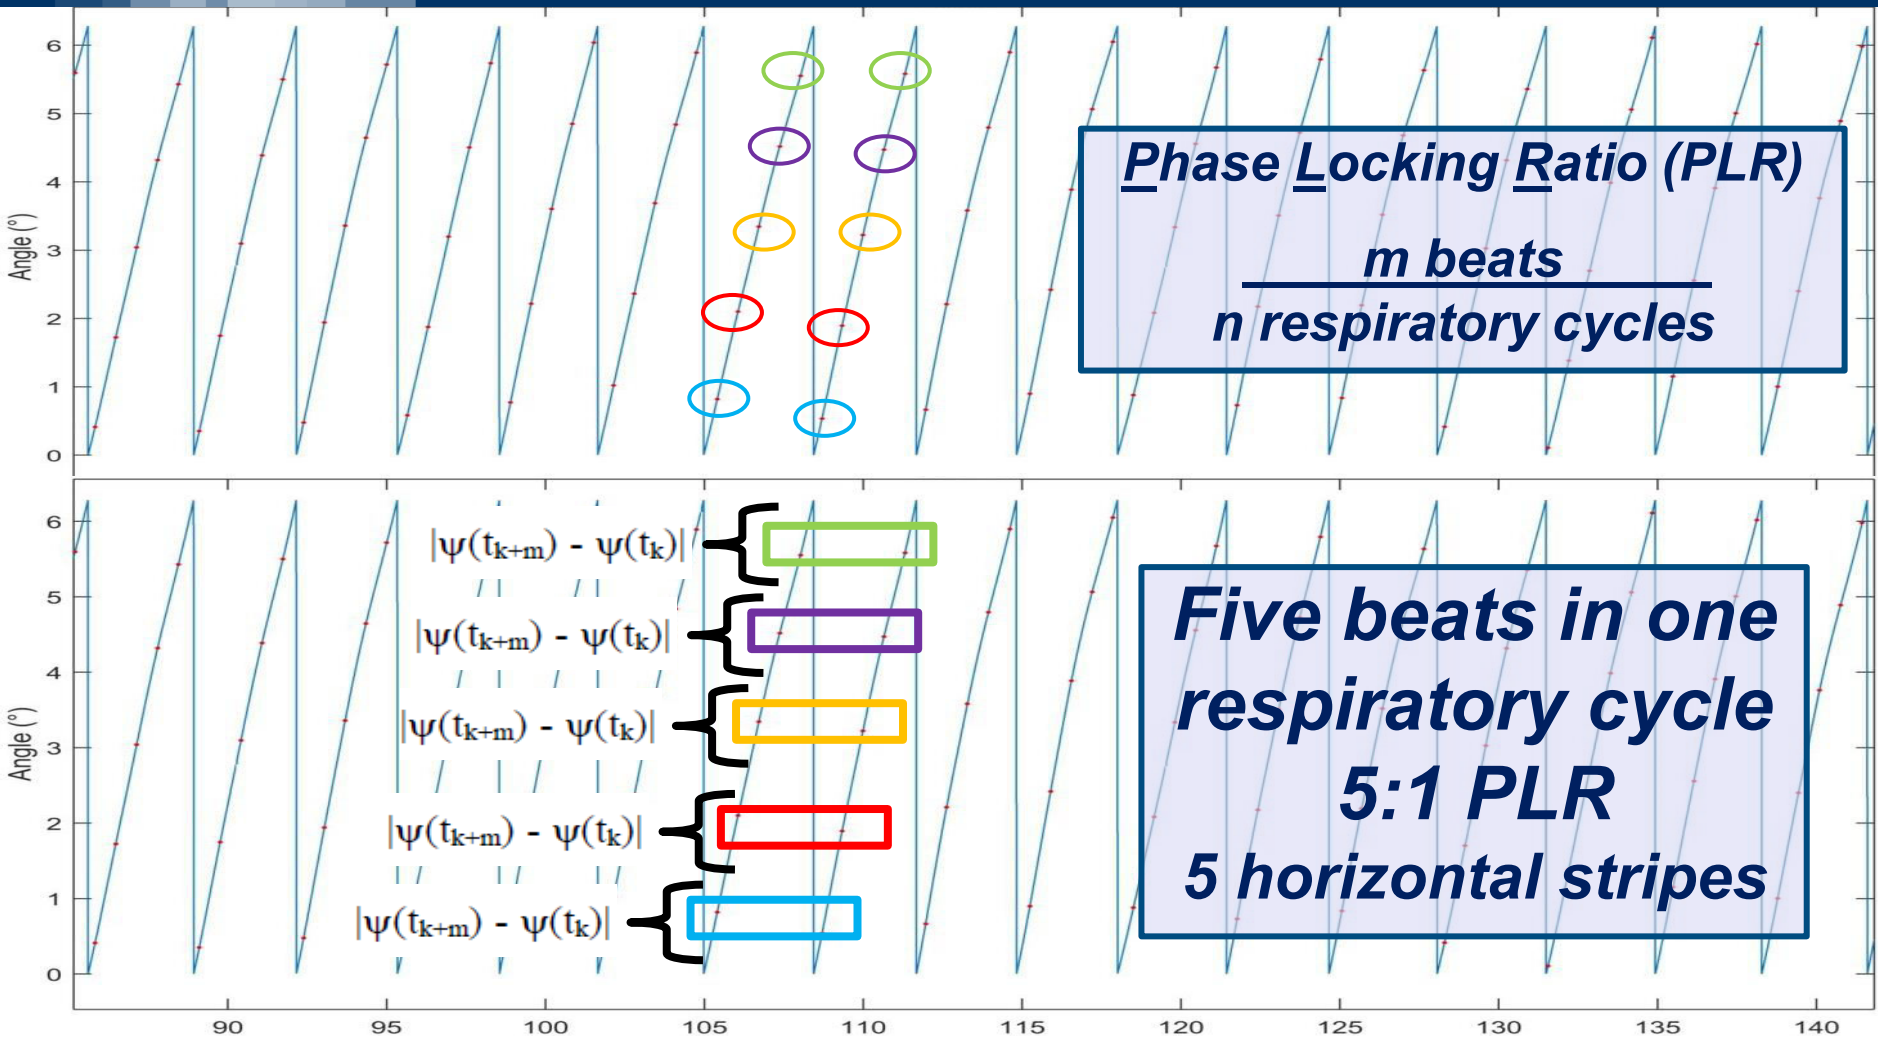 6
5
4
3
2
1
0
Angle (°)
Phase Locking Ratio (PLR)
m beats
n respiratory cycles
6
5
4
3
2
1
0
Angle (°)
|ψ(tk+m) - ψ(tk)|
|ψ(tk+m) - ψ(tk)|
|ψ(tk+m) - ψ(tk)|
|ψ(tk+m) - ψ(tk)|
|ψ(tk+m) - ψ(tk)|
Five beats in one
respiratory cycle
5:1 PLR
5 horizontal stripes
90 95 100 105 110 115 120 125 130 135 140